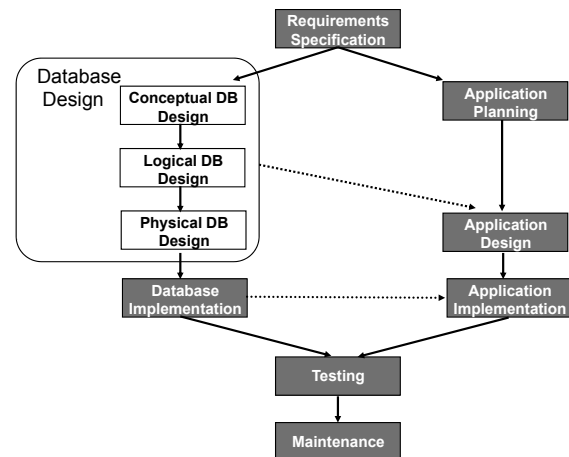 Requirements
Specification
Database
Design
Conceptual DB
Design
Application
Planning
Logical DB
Design
Physical DB
Design
Application
Design
Database
Implementation
Application
Implementation
Testing
Maintenance